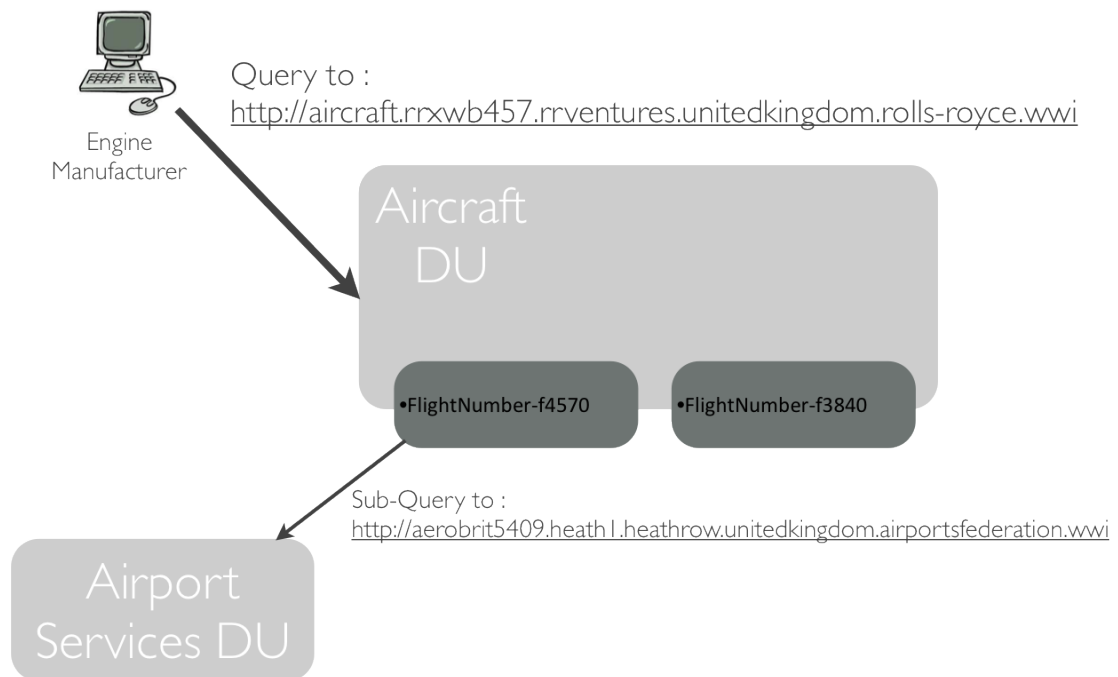 Query to :
http://aircraft.rrxwb457.rrventures.unitedkingdom.rolls-royce.wwi
Engine
Manufacturer
Aircraft
DU
•FlightNumber-f4570
•FlightNumber-f3840
Sub-Query to :
http://aerobrit5409.heath1.heathrow.unitedkingdom.airportsfederation.wwi
Airport
Services DU